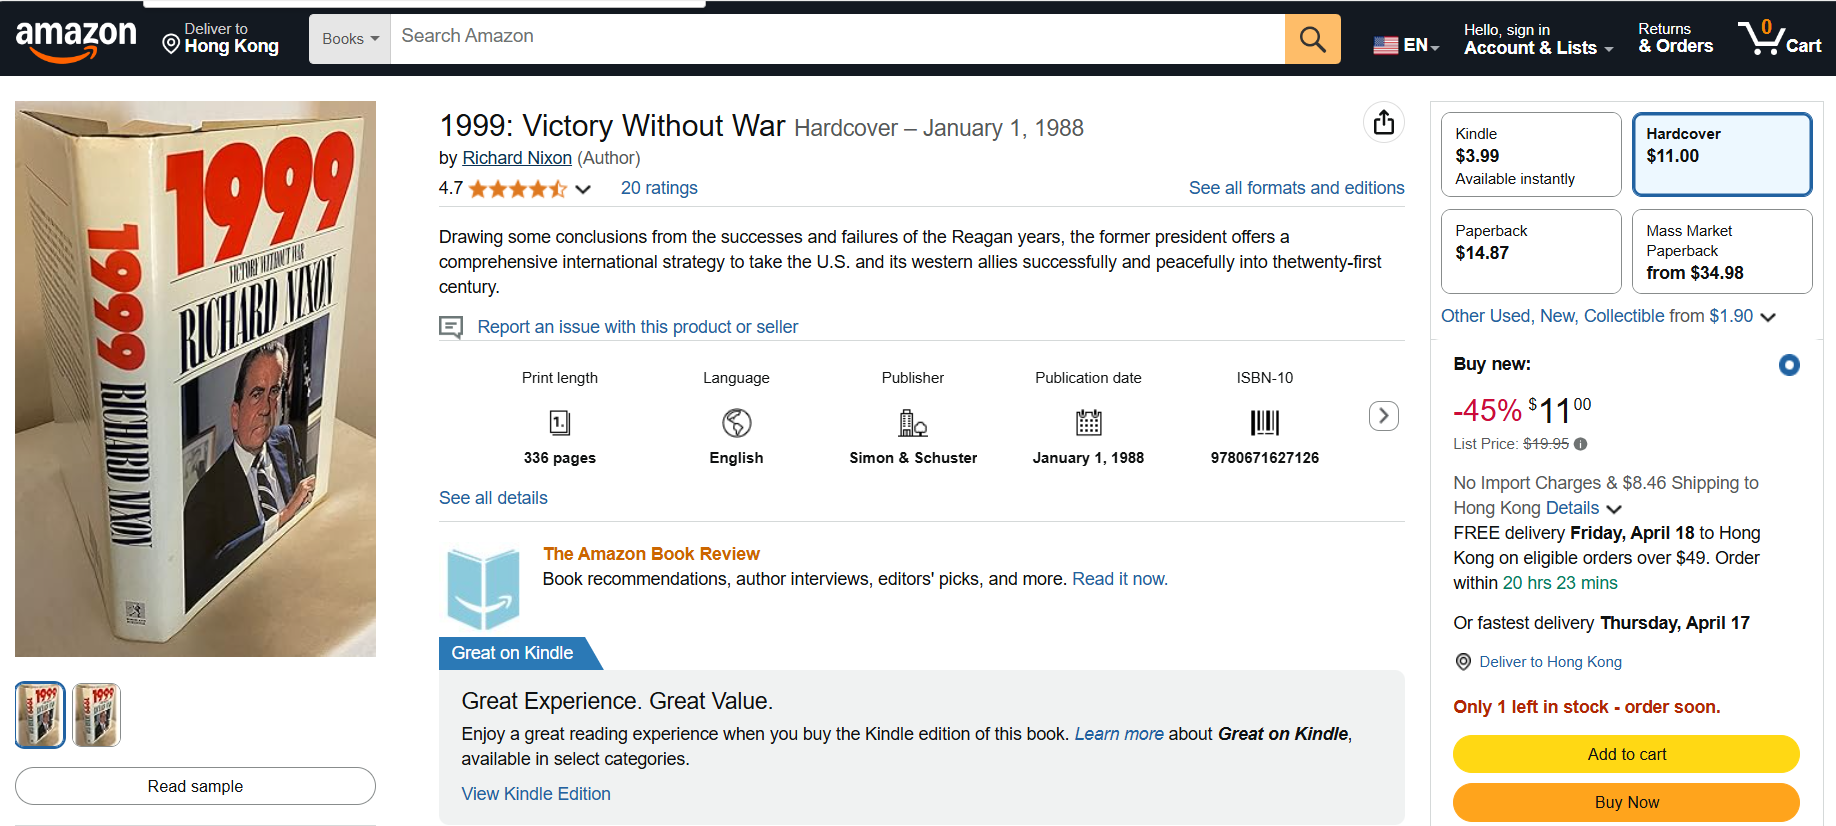 amazon
Deliver to
Hong Kong
Books
Search Amazon
EN
Hello, sign in
Account & Lists
Returns
& Orders
0
Cart
1999
VICTORY WITHOUT WAR
RICHARD NIXON
1999
RICHARD NIXON
1999: Victory Without War Hardcover – January 1, 1988
by Richard Nixon (Author)
4.7
20 ratings
See all formats and editions
Drawing some conclusions from the successes and failures of the Reagan years, the former president offers a
comprehensive international strategy to take the U.S. and its western allies successfully and peacefully into thetwenty-first
century.
Report an issue with this product or seller
Print length
Language
Publisher
Publication date
ISBN-10
1.
336 pages
English
Simon & Schuster
January 1, 1988
9780671627126
See all details
The Amazon Book Review
Book recommendations, author interviews, editors' picks, and more. Read it now.
Great on Kindle
Great Experience. Great Value.
Enjoy a great reading experience when you buy the Kindle edition of this book. Learn more about Great on Kindle,
available in select categories.
View Kindle Edition
1999
1999
Read sample
Kindle
$3.99
Available instantly
Hardcover
$11.00
Paperback
$14.87
Mass Market
Paperback
from $34.98
Other Used, New, Collectible from $1.90
Buy new:
-45% $11 00
List Price: $19.95
No Import Charges & $8.46 Shipping to
Hong Kong Details
FREE delivery Friday, April 18 to Hong
Kong on eligible orders over $49. Order
within 20 hrs 23 mins
Or fastest delivery Thursday, April 17
Deliver to Hong Kong
Only 1 left in stock - order soon.
Add to cart
Buy Now